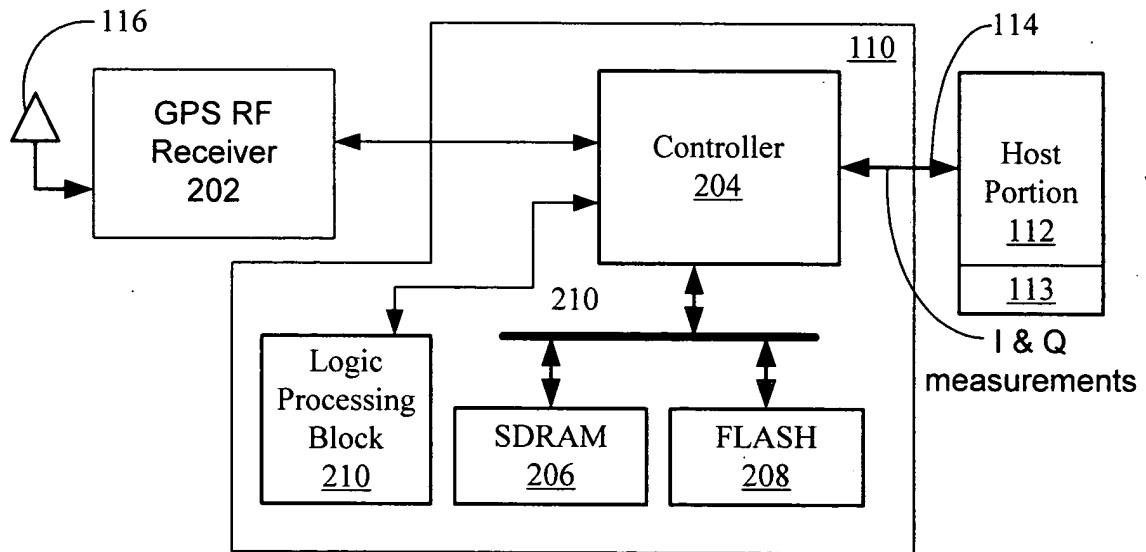 116
GPS RF
Receiver
202
110
Controller
204
114
Host
Portion
112
113
210
I & Q
measurements
Logic
Processing
Block
210
SDRAM
206
FLASH
208